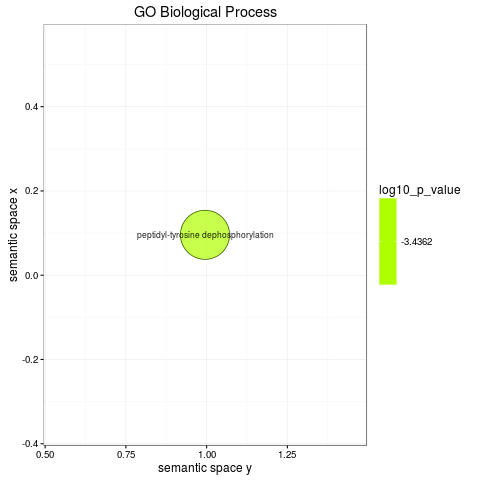 GO Biological Process
semantic space x
0.4
0.2
0.0
-0.2
-0.4
peptidyl-tyrosine dephosphorylation
0.50
0.75
1.00
1.25
semantic space y
log10_p_value
-3.4362